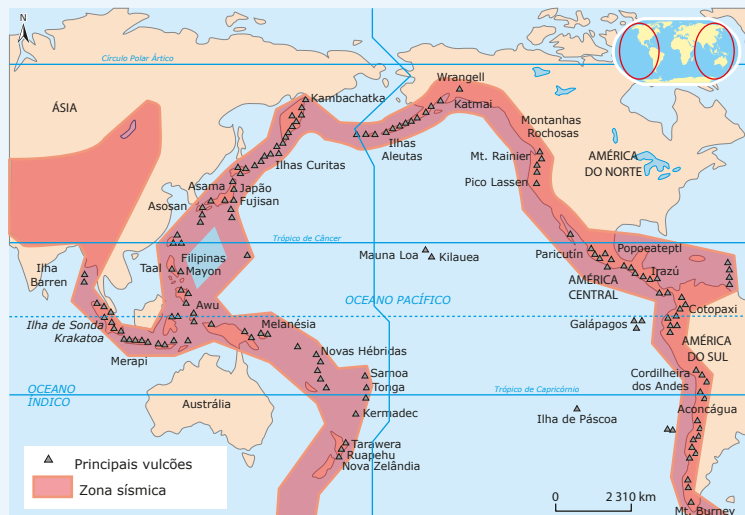 N
Círculo Polar Ártico
Wrangell
Kambachatka
Katmai
ÁSIA
Montanhas
Rochosas
Ilhas
Aleutas
Ilhas Curitas
Mt. Rainier
AMÉRICA
DO NORTE
Asama
Japão
Pico Lassen
Asosan
Fujisan
Trópico de Câncer
Filipinas
Mauna Loa
Kilauea
Paricutín
Popoeateptl
Taal
Mayon
Ilha
Barren
Irazú
AMÉRICA
CENTRAL
OCEANO PACÍFICO
Awu
Cotopaxi
Ilha de Sonda
Krakatoa
Melanésia
Galápagos
AMÉRICA
DO SUL
Merapi
Novas Hébridas
Samoa
Cordilheira
dos Andes
OCEANO
ÍNDICO
Tonga
Trópico de Capricórnio
Austrália
Kermadec
Ilha de Páscoa
Aconcágua
Tarawera
Ruapehu
Nova Zelândia
Principais vulcões
Zona sísmica
0 2 310 km
Mt. Burney